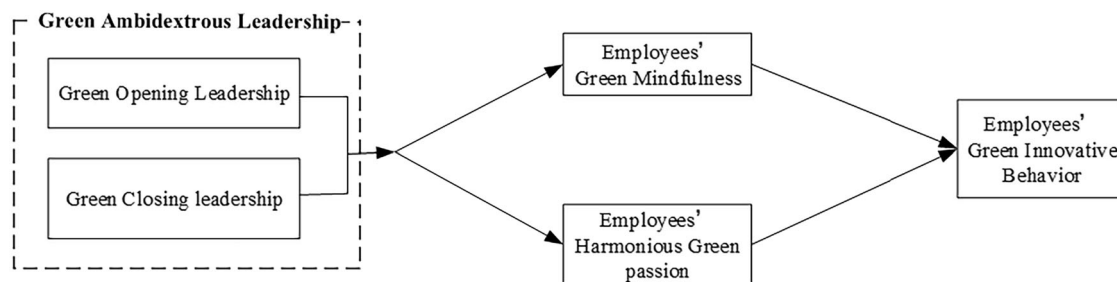 Green Ambidextrous Leadership
Green Opening Leadership
Green Closing leadership
Employees'
Green Mindfulness
Employees'
Harmonious Green
passion
Employees'
Green Innovative
Behavior